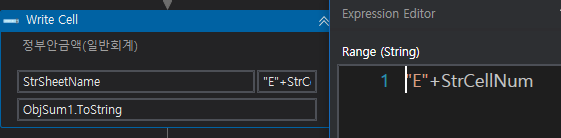 Write Cell
정부안금액(일반회계)
StrSheetName
"E"+StrC
ObjSum1.ToString
Expression Editor
Range (String)
1 "E"+StrCellNum